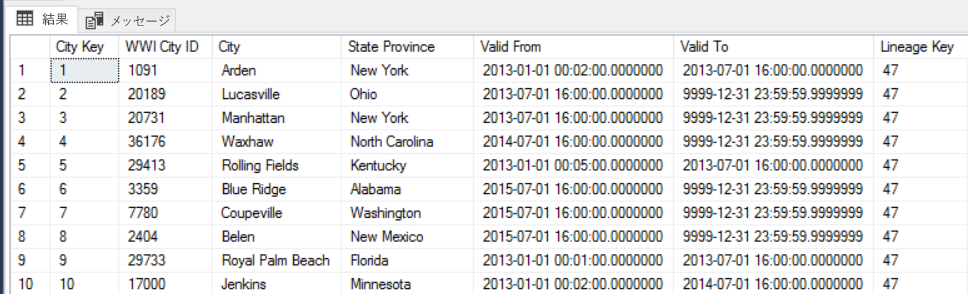 結果 メッセージ
City Key WWI City ID City State Province Valid From Valid To Lineage Key
1 1 1091 Arden New York 2013-01-01 00:02:00.0000000 2013-07-01 16:00:00.0000000 47
2 2 20189 Lucasville Ohio 2013-07-01 16:00:00.0000000 9999-12-31 23:59:59.9999999 47
3 3 20731 Manhattan New York 2013-07-01 16:00:00.0000000 9999-12-31 23:59:59.9999999 47
4 4 36176 Waxhaw North Carolina 2014-07-01 16:00:00.0000000 9999-12-31 23:59:59.9999999 47
5 5 29413 Rolling Fields Kentucky 2013-01-01 00:05:00.0000000 2013-07-01 16:00:00.0000000 47
6 6 3359 Blue Ridge Alabama 2015-07-01 16:00:00.0000000 9999-12-31 23:59:59.9999999 47
7 7 7780 Coupeville Washington 2015-07-01 16:00:00.0000000 9999-12-31 23:59:59.9999999 47
8 8 2404 Belen New Mexico 2015-07-01 16:00:00.0000000 9999-12-31 23:59:59.9999999 47
9 9 29733 Royal Palm Beach Florida 2013-01-01 00:01:00.0000000 2013-07-01 16:00:00.0000000 47
10 10 17000 Jenkins Minnesota 2013-01-01 00:02:00.0000000 2014-07-01 16:00:00.0000000 47